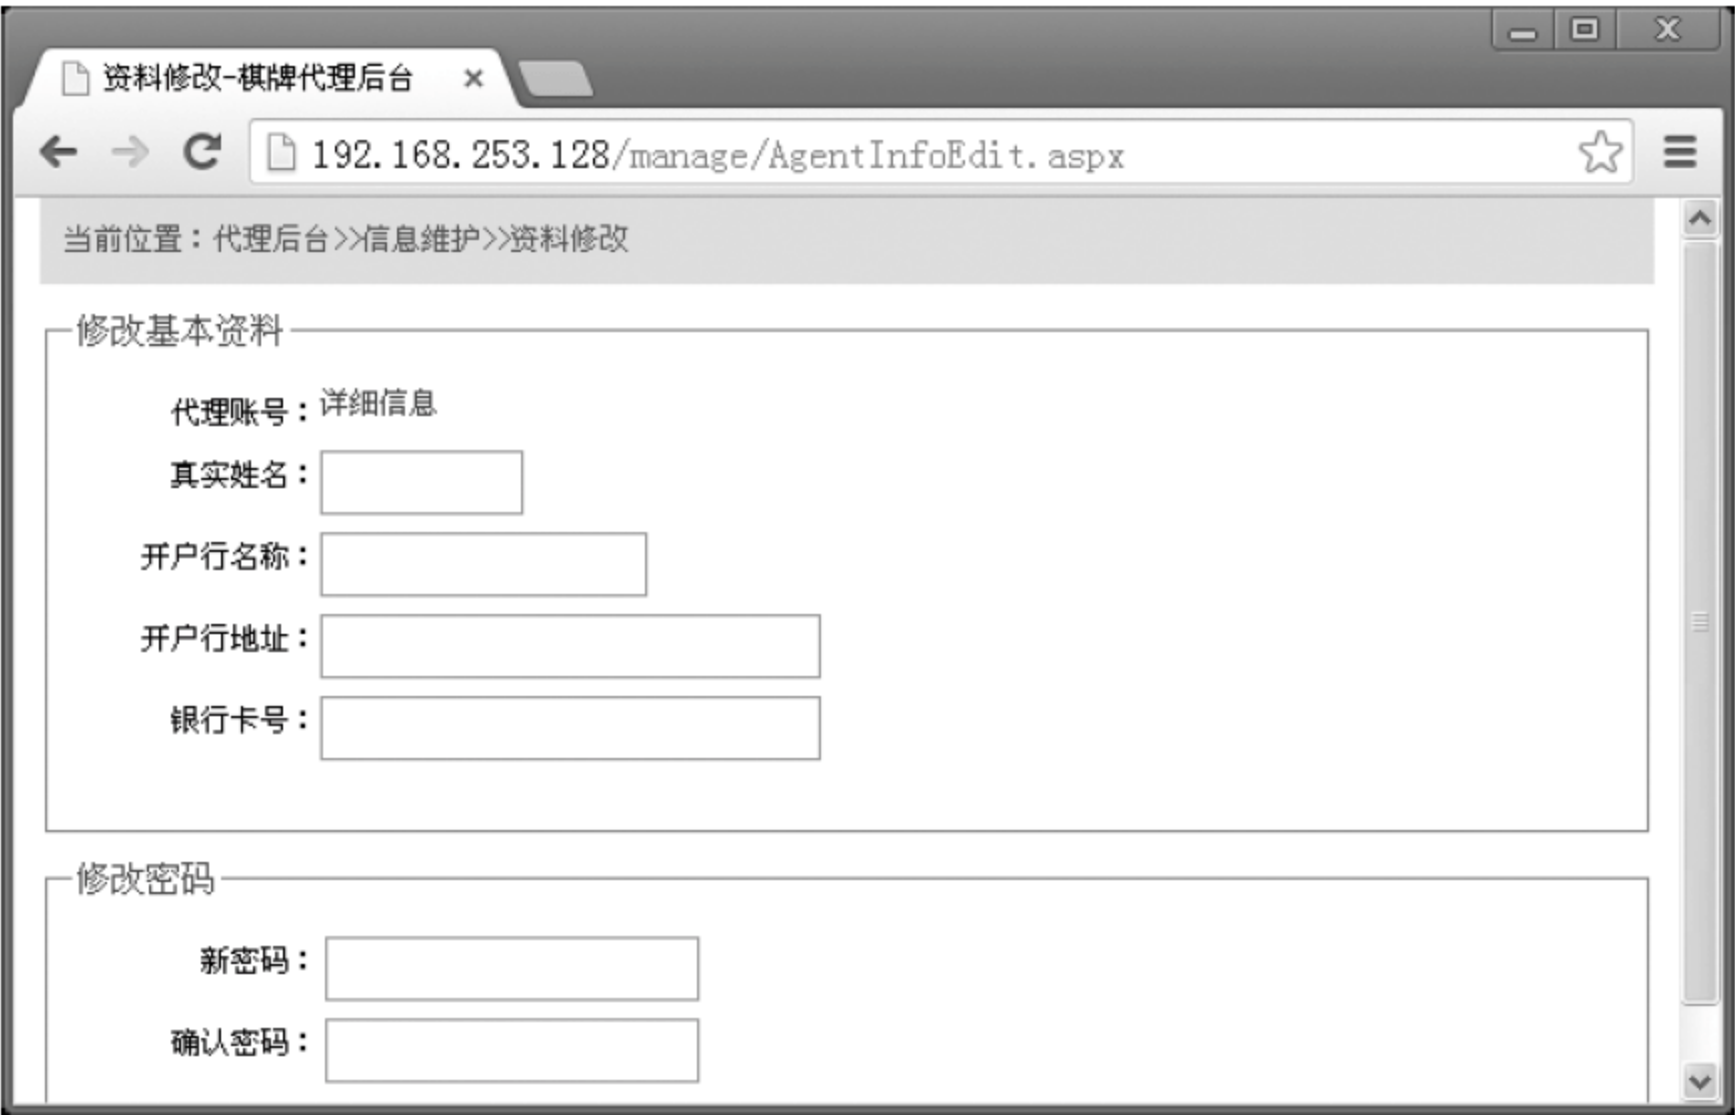 资料修改-棋牌代理后台
192.168.253.128/manage/AgentInfoEdit.aspx
当前位置：代理后台>>信息维护>>资料修改
修改基本资料
代理账号：详细信息
真实姓名：
开户行名称：
开户行地址：
银行卡号：
修改密码
新密码：
确认密码：